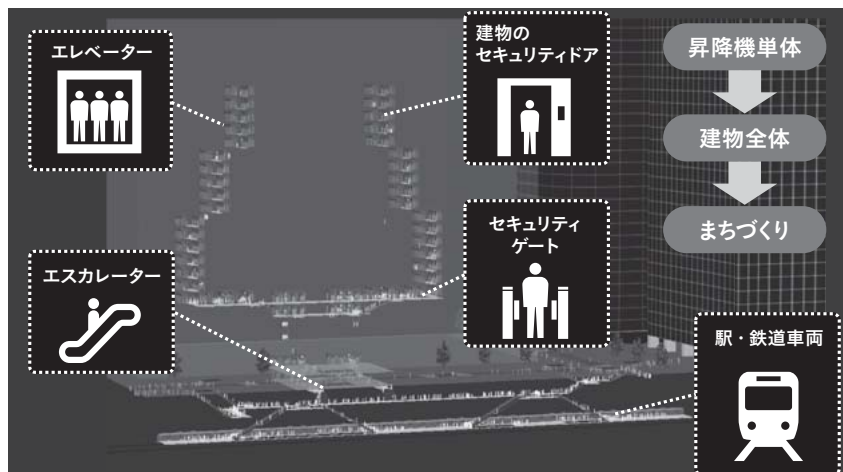 エレベーター
建物の
セキュリティドア
昇降機単体
建物全体
まちづくり
セキュリティ
ゲート
エスカレーター
駅・鉄道車両